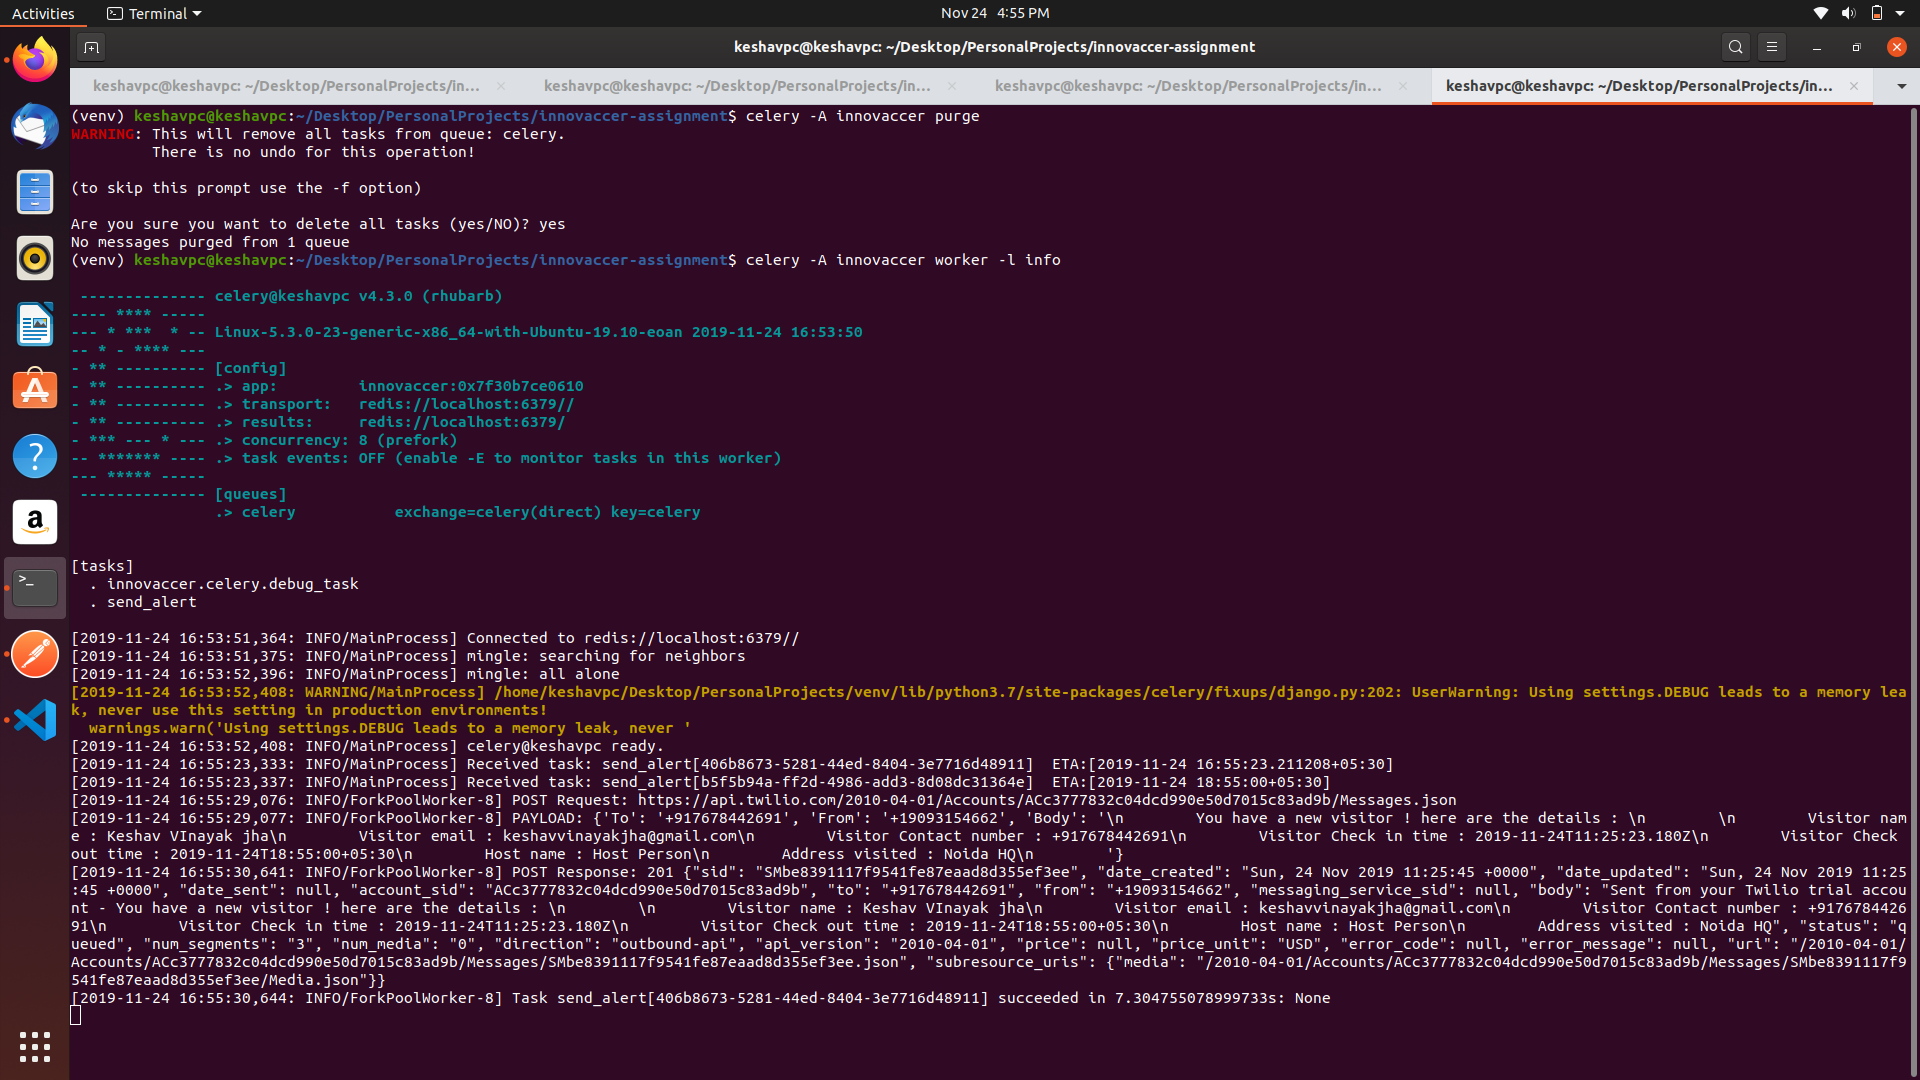 Activities
Terminal
Nov 24 4:55 PM
keshavpc@keshavpc: ~/Desktop/PersonalProjects/innovaccer-assignment
keshavpc@keshavpc: ~/Desktop/PersonalProjects/in...
keshavpc@keshavpc: ~/Desktop/PersonalProjects/in...
keshavpc@keshavpc: ~/Desktop/PersonalProjects/in...
keshavpc@keshavpc: ~/Desktop/PersonalProjects/in...
(venv) keshavpc@keshavpc:~/Desktop/PersonalProjects/innovaccer-assignment$ celery -A innovaccer purge
WARNING: This will remove all tasks from queue: celery.
         There is no undo for this operation!
(to skip this prompt use the -f option)
Are you sure you want to delete all tasks (yes/NO)? yes
No messages purged from 1 queue
(venv) keshavpc@keshavpc:~/Desktop/PersonalProjects/innovaccer-assignment$ celery -A innovaccer worker -l info
 -------------- celery@keshavpc v4.3.0 (rhubarb)
---- **** -----
--- * ***  * -- Linux-5.3.0-23-generic-x86_64-with-Ubuntu-19.10-eoan 2019-11-24 16:53:50
-- * - **** ---
- ** ---------- [config]
- ** ---------- .> app:         innovaccer:0x7f30b7ce0610
- ** ---------- .> transport:   redis://localhost:6379//
- ** ---------- .> results:     redis://localhost:6379/
- *** --- * --- .> concurrency: 8 (prefork)
-- ******* ---- .> task events: OFF (enable -E to monitor tasks in this worker)
--- ***** -----
 -------------- [queues]
                .> celery           exchange=celery(direct) key=celery
[tasks]
  . innovaccer.celery.debug_task
  . send_alert
[2019-11-24 16:53:51,364: INFO/MainProcess] Connected to redis://localhost:6379//
[2019-11-24 16:53:51,375: INFO/MainProcess] mingle: searching for neighbors
[2019-11-24 16:53:52,396: INFO/MainProcess] mingle: all alone
[2019-11-24 16:53:52,408: WARNING/MainProcess] /home/keshavpc/Desktop/PersonalProjects/venv/lib/python3.7/site-packages/celery/fixups/django.py:202: UserWarning: Using settings.DEBUG leads to a memory lea
k, never use this setting in production environments!
  warnings.warn('Using settings.DEBUG leads to a memory leak, never '
[2019-11-24 16:53:52,408: INFO/MainProcess] celery@keshavpc ready.
[2019-11-24 16:55:23,333: INFO/MainProcess] Received task: send_alert[406b8673-5281-44ed-8404-3e7716d48911]  ETA:[2019-11-24 16:55:23.211208+05:30]
[2019-11-24 16:55:23,337: INFO/MainProcess] Received task: send_alert[b5f5b94a-ff2d-4986-add3-8d08dc31364e]  ETA:[2019-11-24 18:55:00+05:30]
[2019-11-24 16:55:29,076: INFO/ForkPoolWorker-8] POST Request: https://api.twilio.com/2010-04-01/Accounts/ACc3777832c04dcd990e50d7015c83ad9b/Messages.json
[2019-11-24 16:55:29,077: INFO/ForkPoolWorker-8] PAYLOAD: {'To': '+917678442691', 'From': '+19093154662', 'Body': '\n        You have a new visitor ! here are the details : \n        \n        Visitor nam
e : Keshav VInayak jha\n        Visitor email : keshavvinayakjha@gmail.com\n        Visitor Contact number : +917678442691\n        Visitor Check in time : 2019-11-24T11:25:23.180Z\n        Visitor Check
out time : 2019-11-24T18:55:00+05:30\n        Host name : Host Person\n        Address visited : Noida HQ\n        '}
[2019-11-24 16:55:30,641: INFO/ForkPoolWorker-8] POST Response: 201 {"sid": "SMbe8391117f9541fe87eaad8d355ef3ee", "date_created": "Sun, 24 Nov 2019 11:25:45 +0000", "date_updated": "Sun, 24 Nov 2019 11:25
:45 +0000", "date_sent": null, "account_sid": "ACc3777832c04dcd990e50d7015c83ad9b", "to": "+917678442691", "from": "+19093154662", "messaging_service_sid": null, "body": "Sent from your Twilio trial accou
nt - You have a new visitor ! here are the details : \n        \n        Visitor name : Keshav VInayak jha\n        Visitor email : keshavvinayakjha@gmail.com\n        Visitor Contact number : +9176784426
91\n        Visitor Check in time : 2019-11-24T11:25:23.180Z\n        Visitor Check out time : 2019-11-24T18:55:00+05:30\n        Host name : Host Person\n        Address visited : Noida HQ", "status": "q
ueued", "num_segments": "3", "num_media": "0", "direction": "outbound-api", "api_version": "2010-04-01", "price": null, "price_unit": "USD", "error_code": null, "error_message": null, "uri": "/2010-04-01/
Accounts/ACc3777832c04dcd990e50d7015c83ad9b/Messages/SMbe8391117f9541fe87eaad8d355ef3ee.json", "subresource_uris": {"media": "/2010-04-01/Accounts/ACc3777832c04dcd990e50d7015c83ad9b/Messages/SMbe8391117f9
541fe87eaad8d355ef3ee/Media.json"}}
[2019-11-24 16:55:30,644: INFO/ForkPoolWorker-8] Task send_alert[406b8673-5281-44ed-8404-3e7716d48911] succeeded in 7.304755078999733s: None